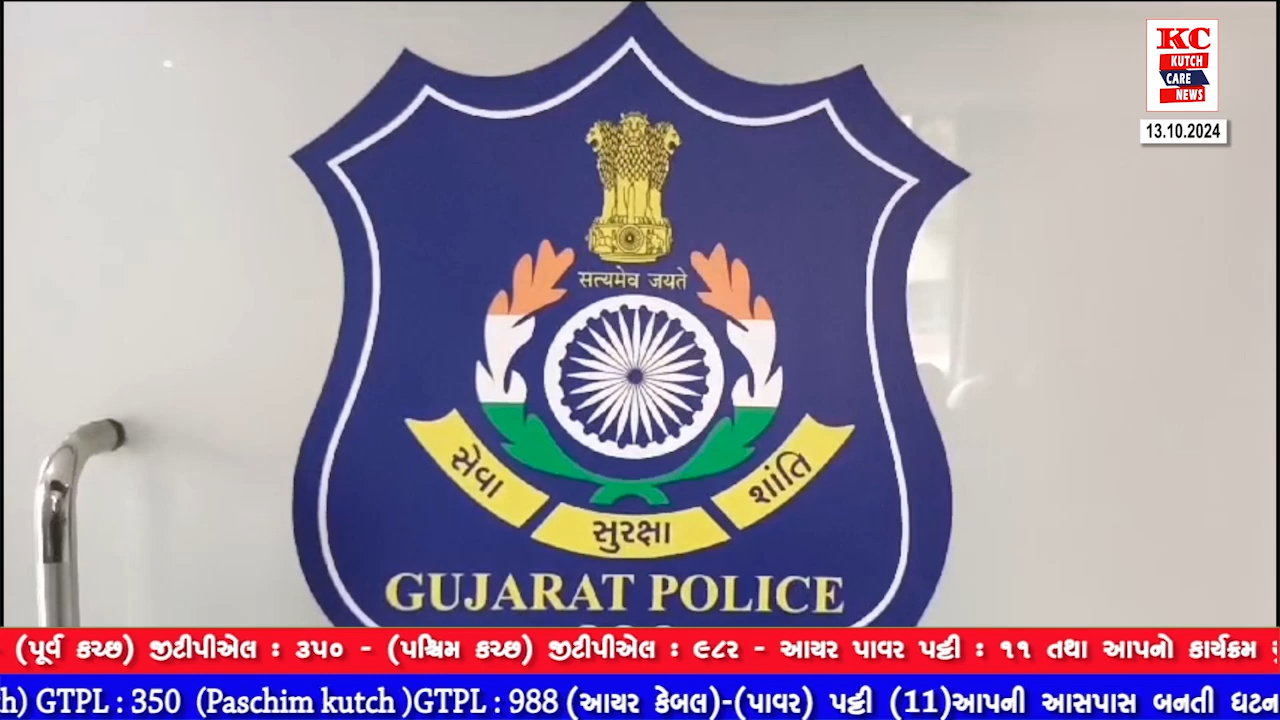 KC
KUTCH
CARE
NEWS
13.10.2024
सत्यमेव जयते
સેવા
સુરક્ષા
શાંતિ
GUJARAT POLICE
(પૂર્વ કચ્છ) જીટીપીએલ : ૩૫૦ - (પશ્ચિમ કચ્છ) જીટીપીએલ : ૯૮૨ - આયર પાવર પટ્ટી : ૧૧ તથા આપનો કાર્યક્રમ
h) GTPL : 350 (Paschim kutch )GTPL : 988 (આયર કેબલ)-(પાવર) પટ્ટી (11)આપની આસપાસ બનતી